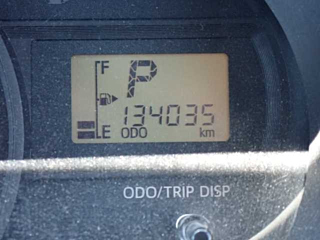 F
P
134035
E ODO km
ODO/TRIP DISP